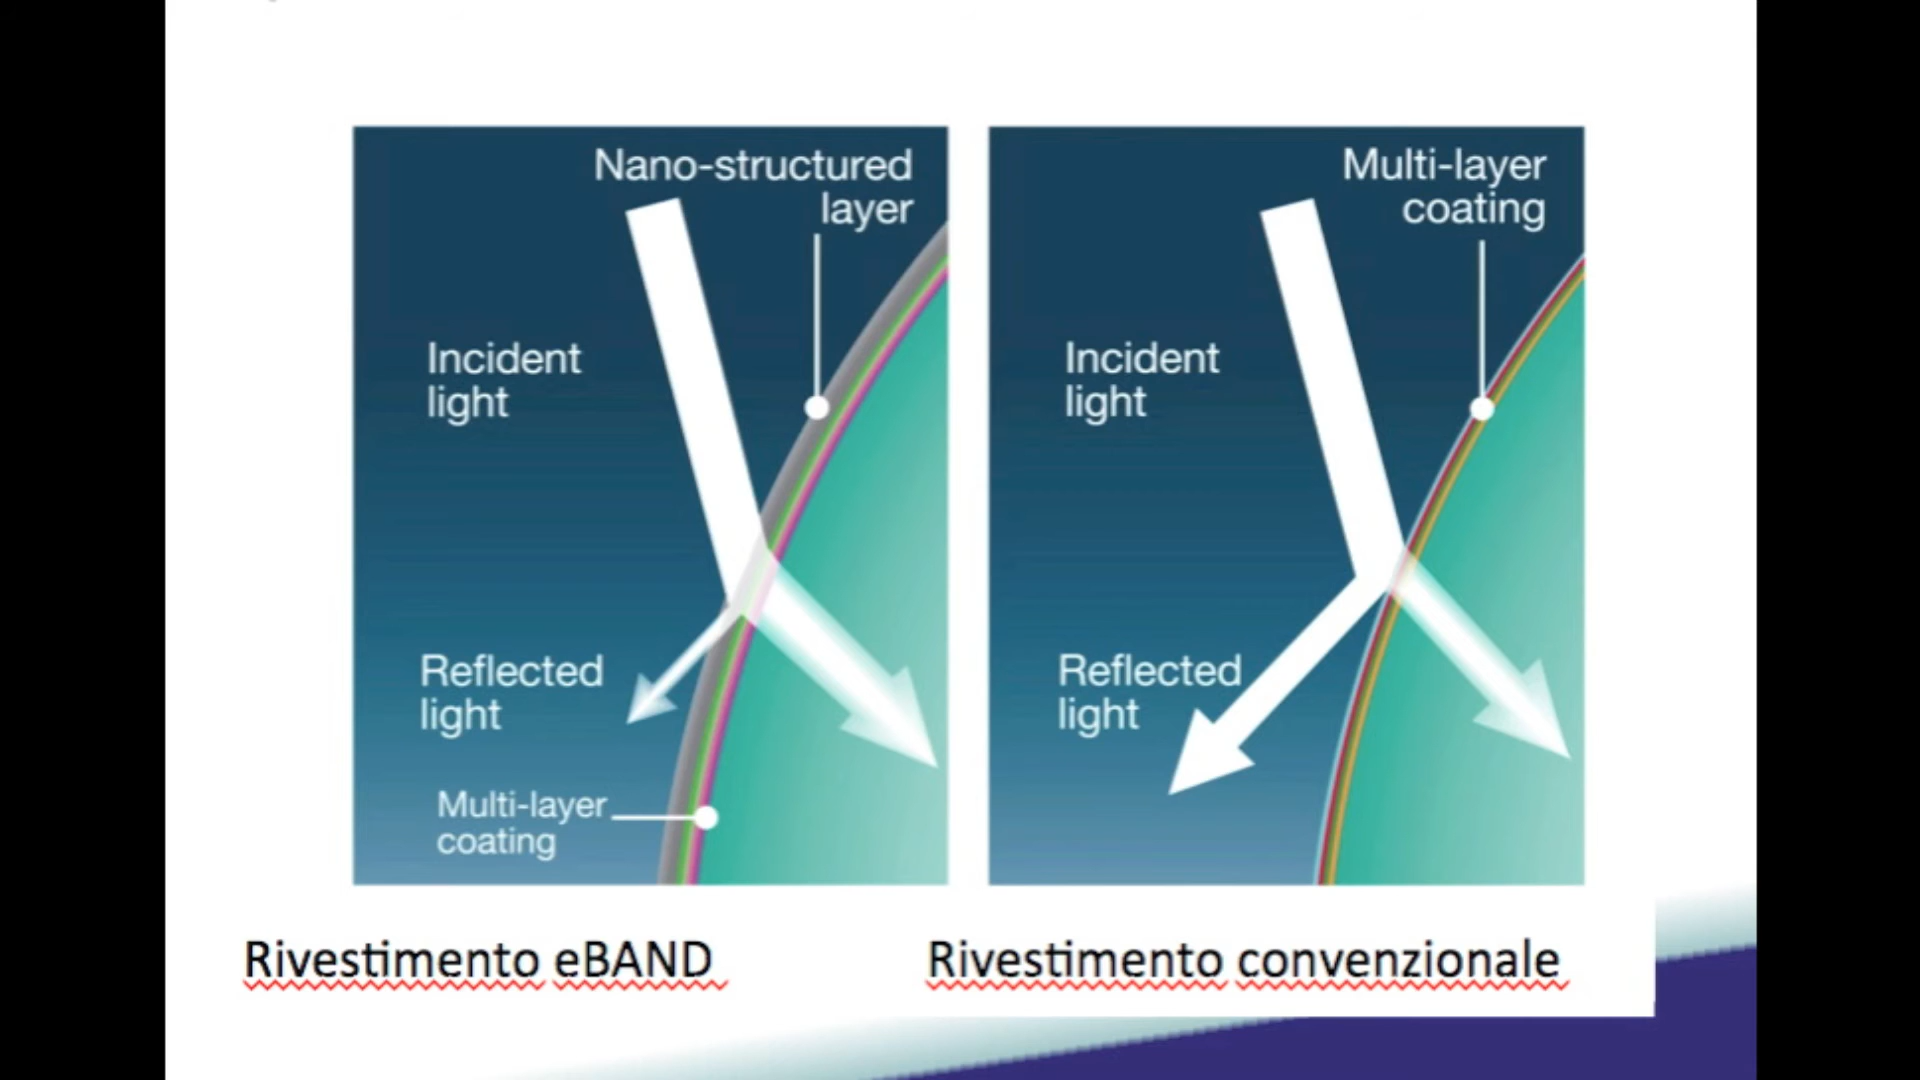 Nano-structured
layer
Incident
light
Reflected
light
Multi-layer
coating
Multi-layer
coating
Incident
light
Reflected
light
Rivestimento eBAND
Rivestimento convenzionale